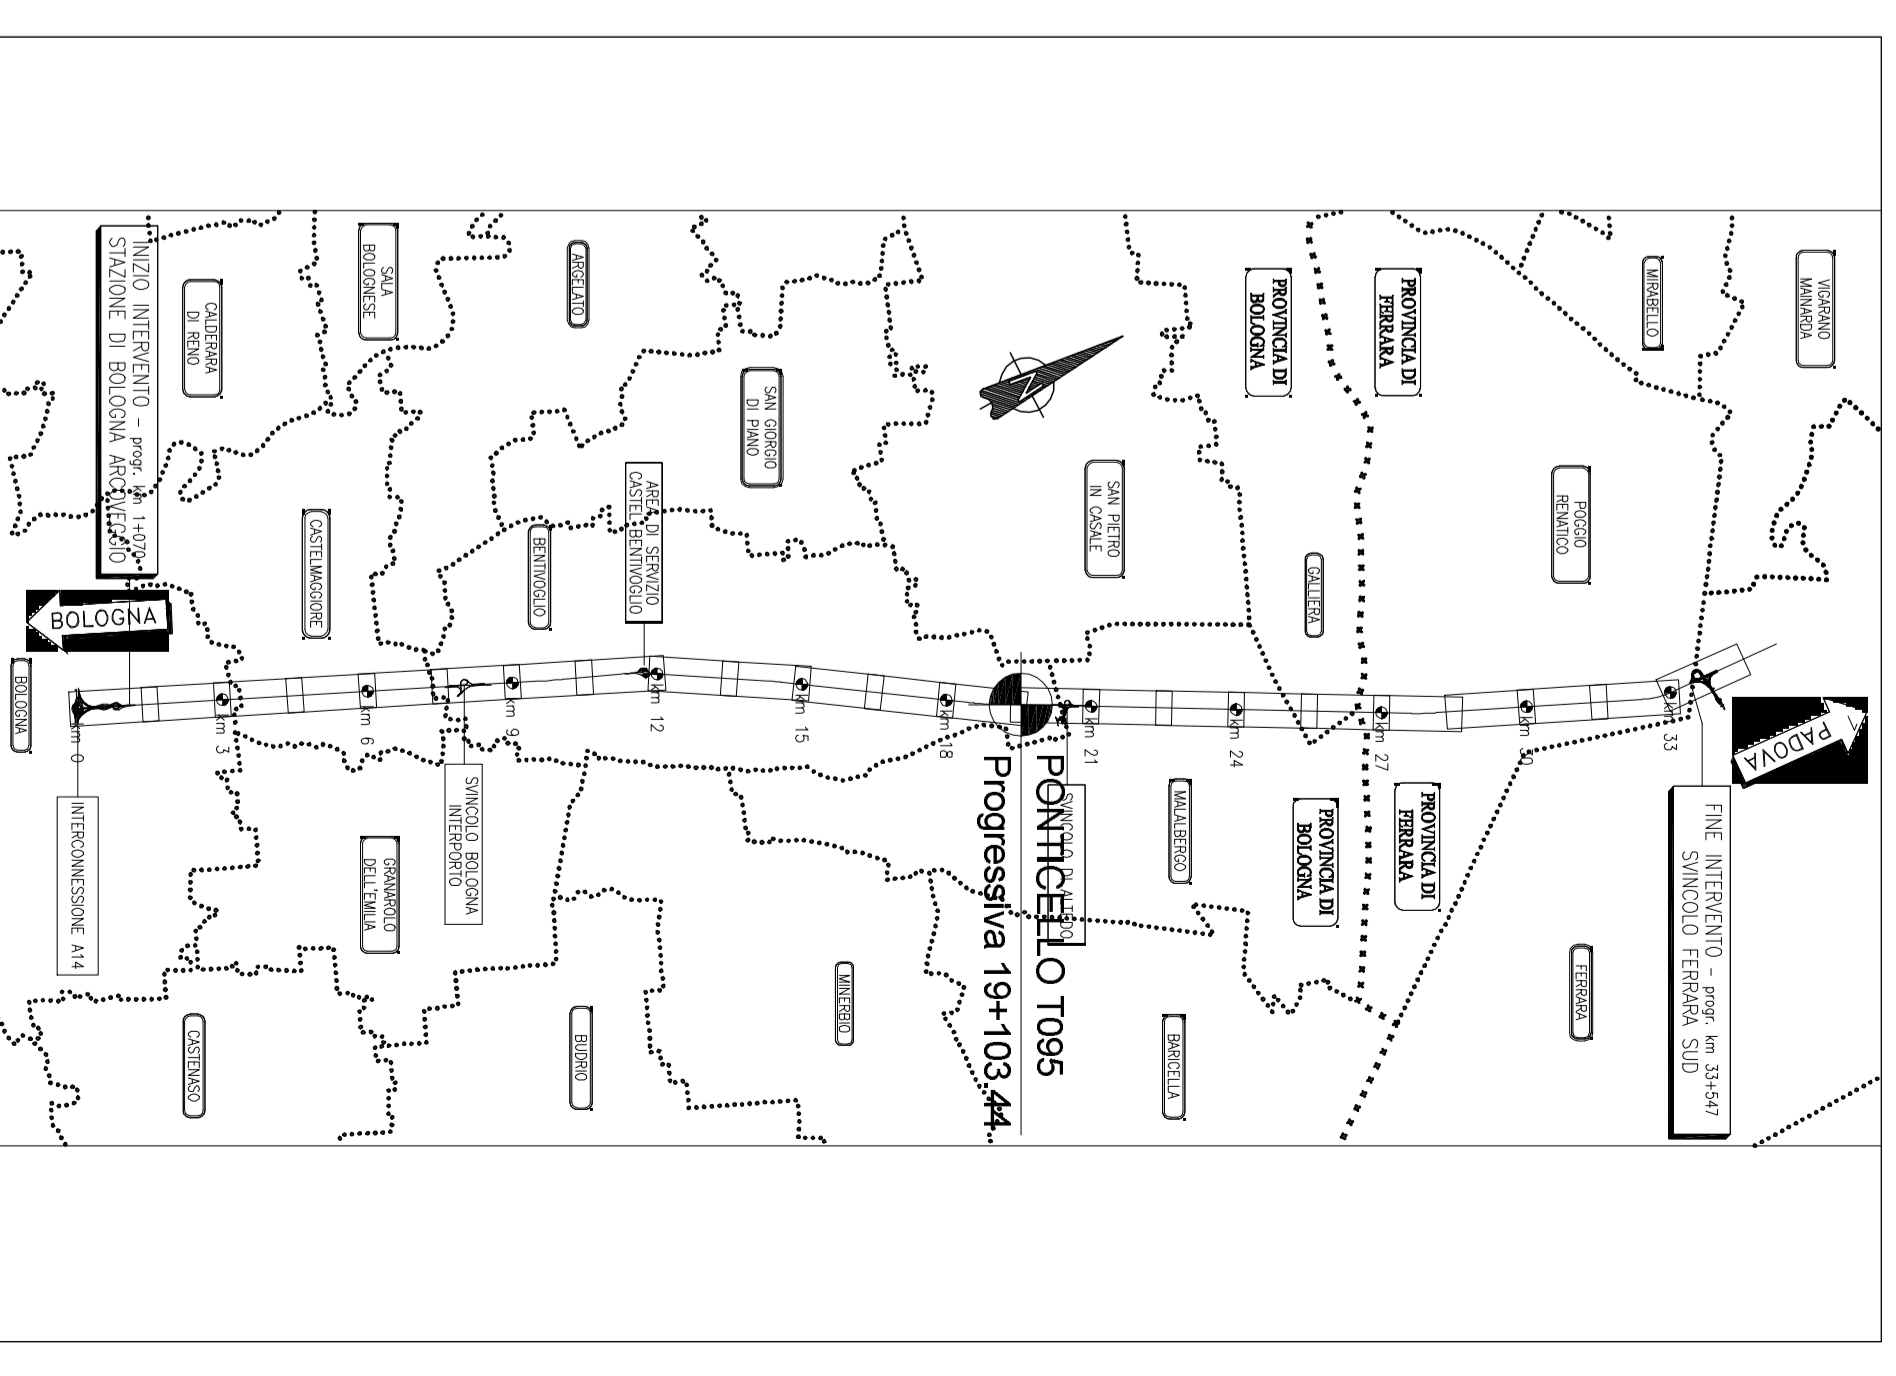 INIZIO INTERVENTO - progr. km 1+070
STAZIONE DI BOLOGNA ARCOVEGGIO
CALDERARA
DI RENO
SALA
BOLOGNESE
ARGELATO
SAN GIORGIO
DI PIANO
PROVINCIA DI
BOLOGNA
PROVINCIA DI
FERRARA
MIRABELLO
VIGARANO
MAINARDA
N
CASTELMAGGIORE
BENTIVOGLIO
AREA DI SERVIZIO
CASTEL BENTIVOGLIO
SAN PIETRO
IN CASALE
GALLIERA
POGGIO
RENATICO
BOLOGNA
BOLOGNA
km 0
km 3
km 6
km 9
km 12
km 15
km 18
km 21
km 24
km 27
km 30
km 33
PADOVA
INTERCONNESSIONE A14
GRANAROLO
DELL'EMILIA
SVINCOLO BOLOGNA
INTERPORTO
PONTICELLO T095
Progressiva 19+103.44
SVINCOLO DI ALTEDO
MALALBERGO
PROVINCIA DI
BOLOGNA
PROVINCIA DI
FERRARA
FINE INTERVENTO - progr. km 33+547
SVINCOLO FERRARA SUD
CASTENASO
BUDRIO
MINERBIO
BARICELLA
FERRARA